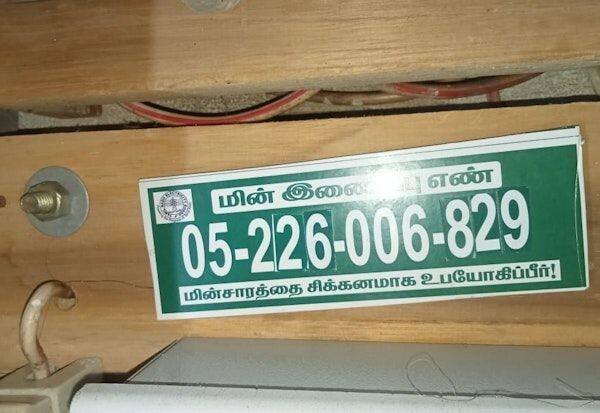 மின் இணைப்பு எண்
05-226-006-829
மின்சாரத்தை சிக்கனமாக உபயோகிப்பீர்!